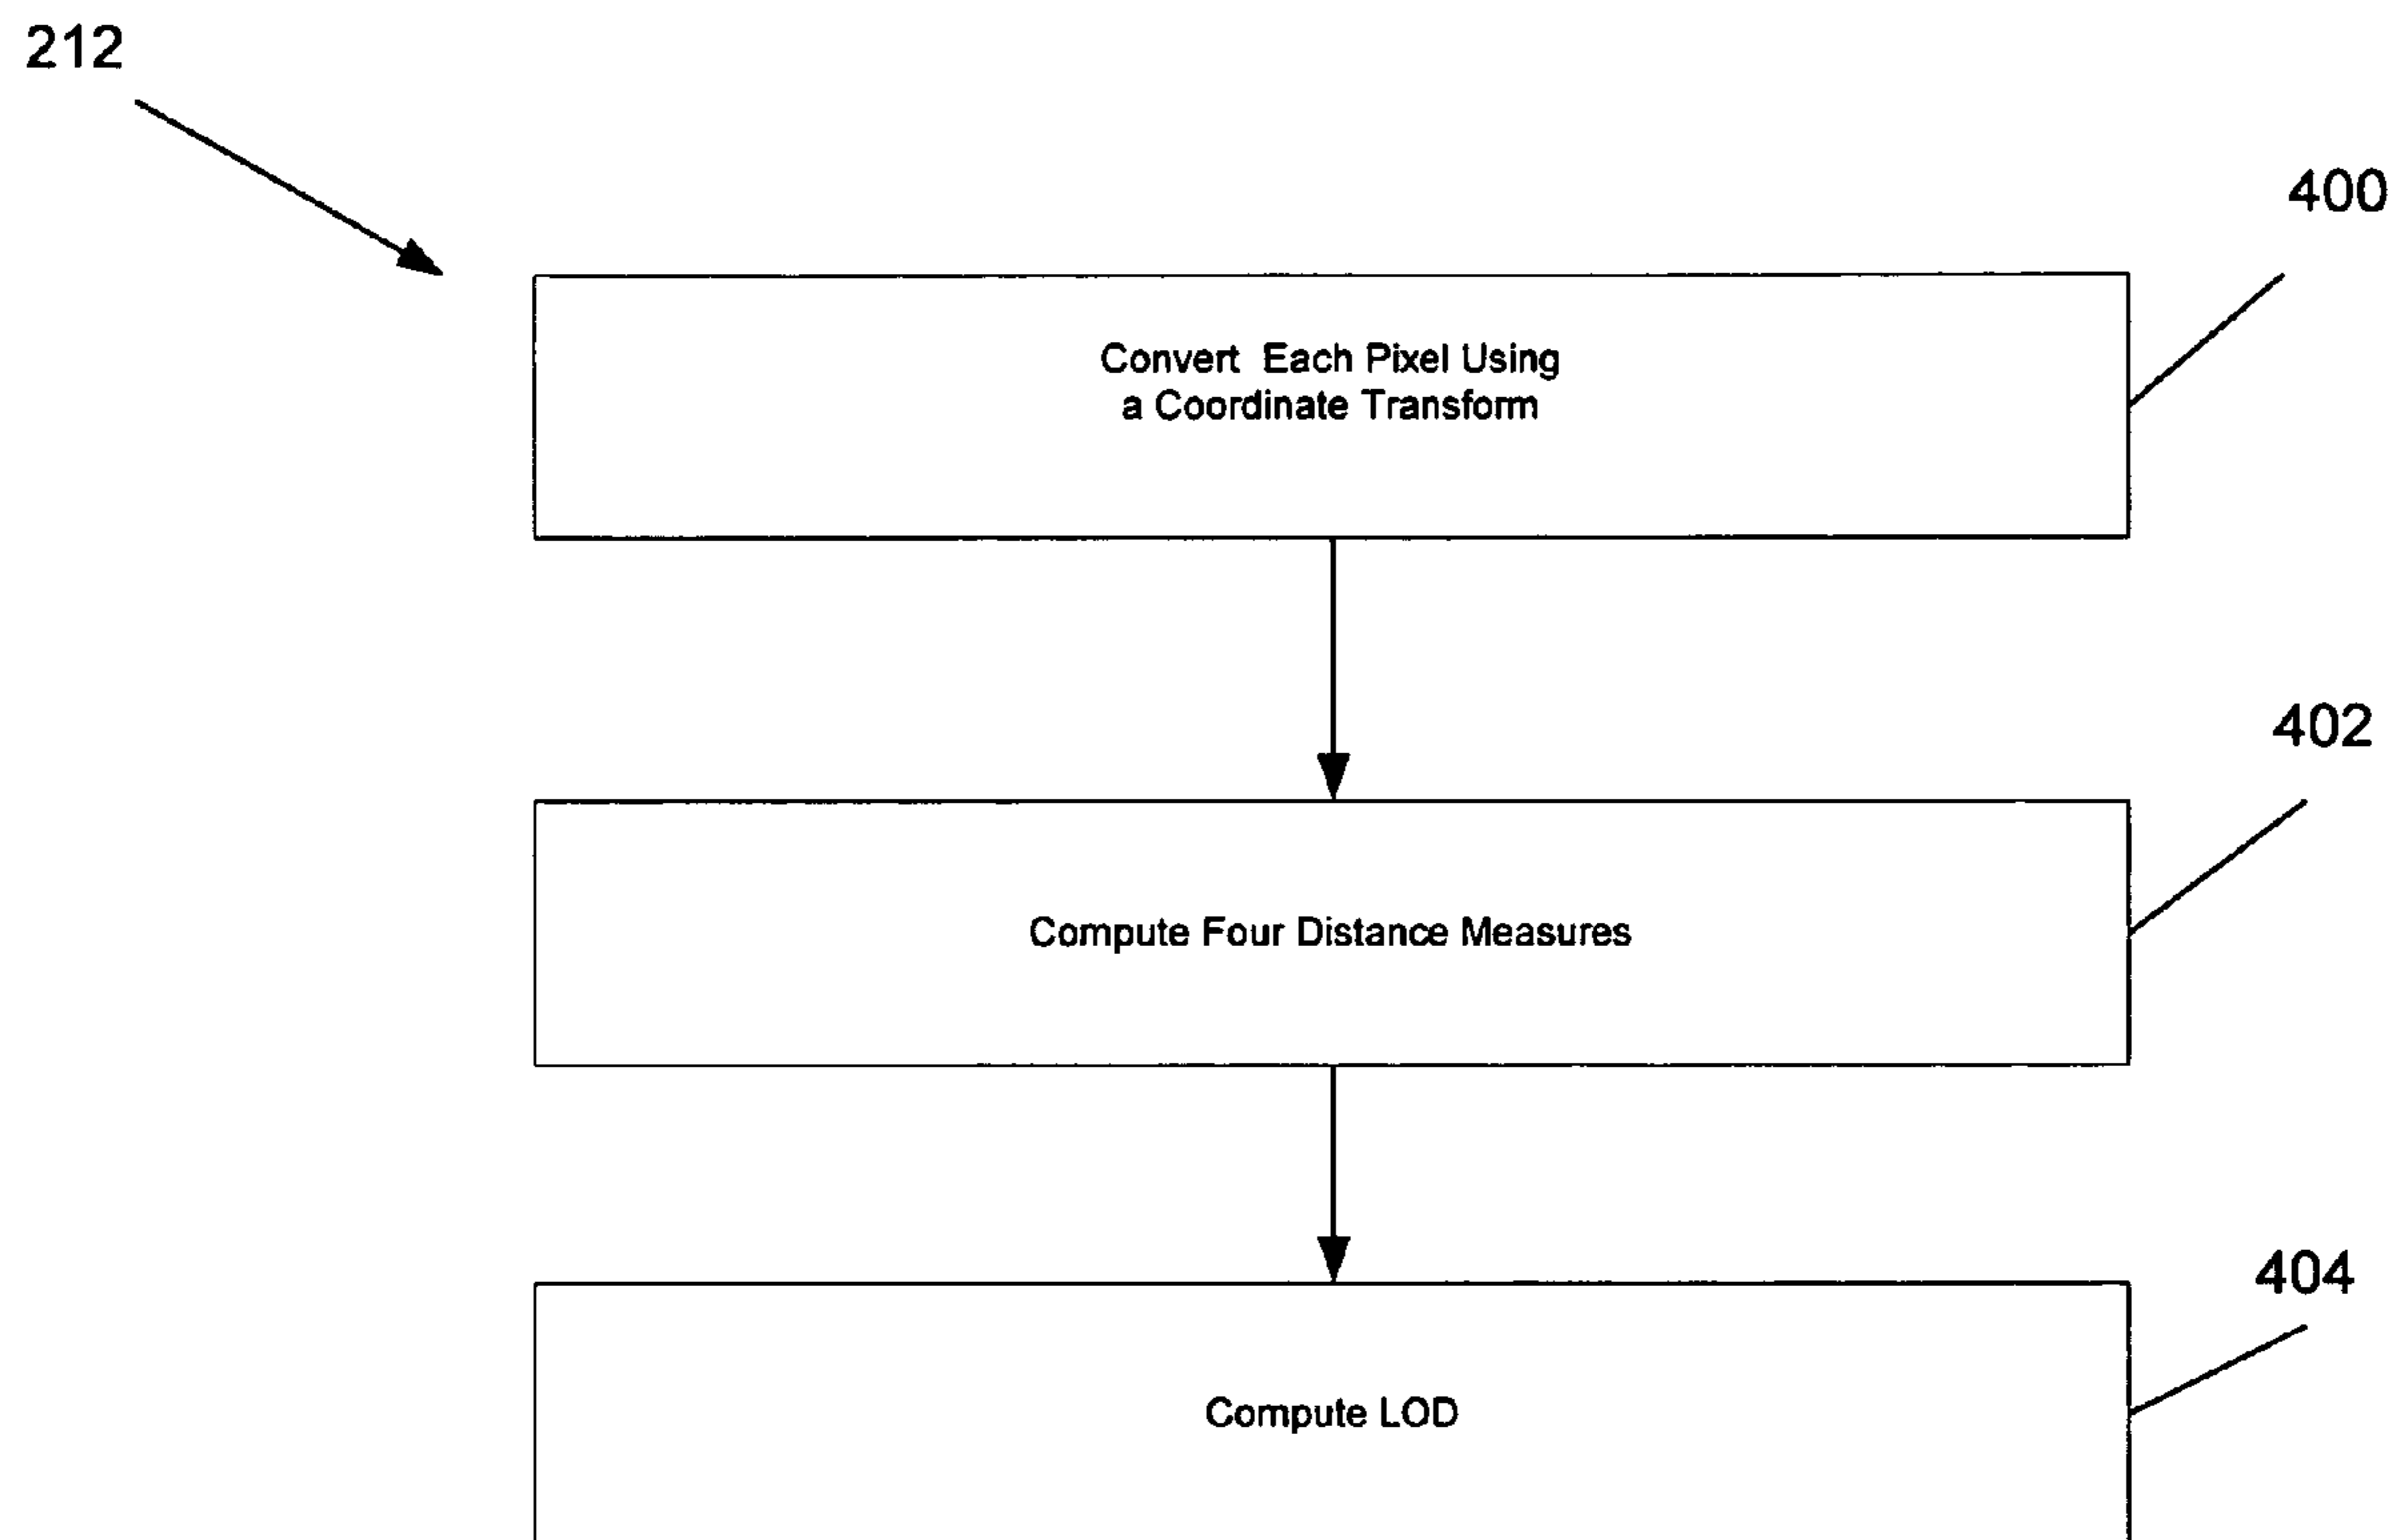 212
400
Convert Each Pixel Using
a Coordinate Transform
402
Compute Four Distance Measures
404
Compute LOD